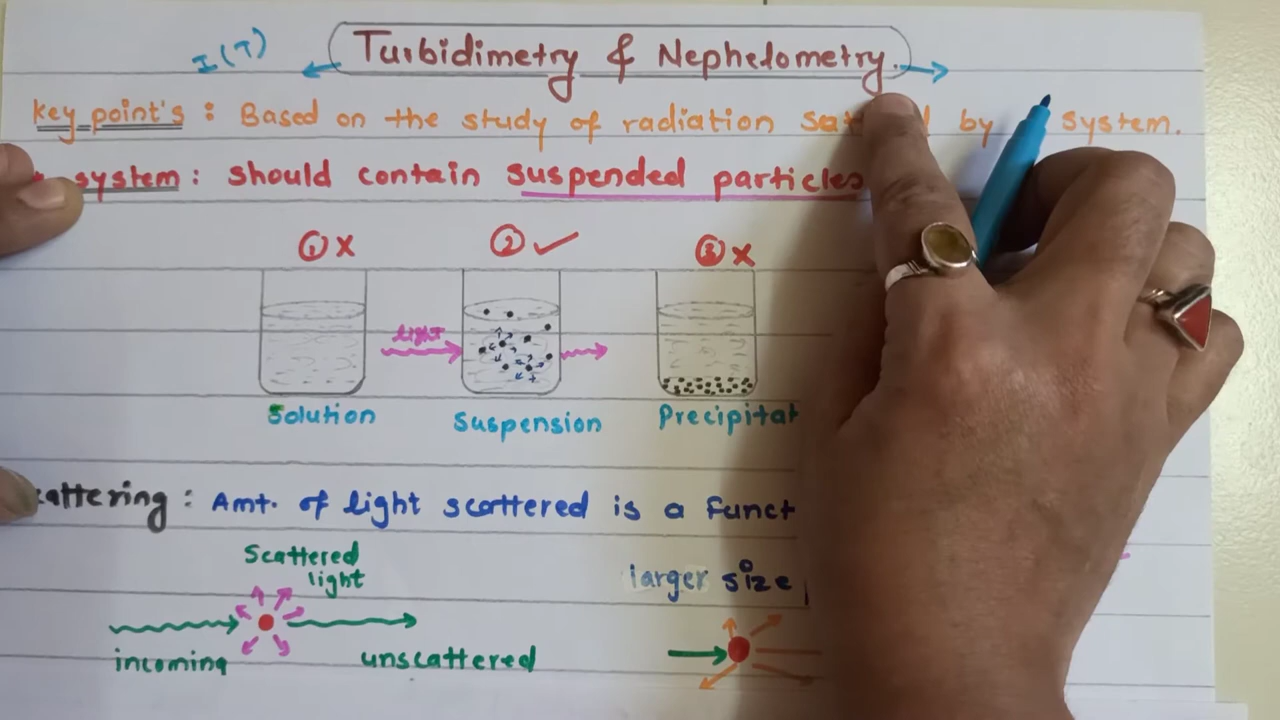 I(T)
Turbidimetry & Nephelometry.
Key point's : Based on the study of radiation by system.
system : should contain suspended particles
① x ② ✓ ③ x
light
Solution Suspension Precipitat
cattering : Amt. of light scattered is a funct
Scattered
light
larger size
incoming unscattered